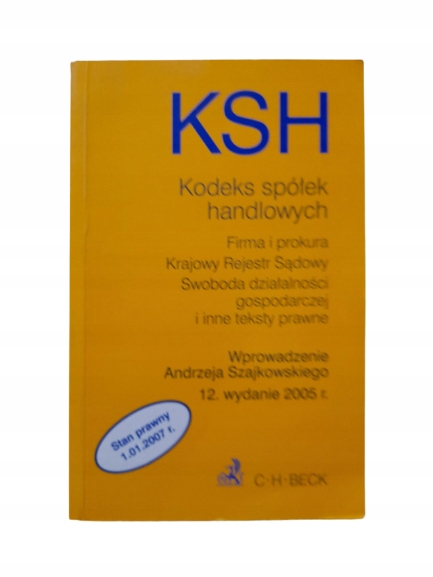 KSH
Kodeks spółek
handlowych
Firma i prokura
Krajowy Rejestr Sądowy
Swoboda działalności
gospodarczej
i inne teksty prawne
Wprowadzenie
Andrzeja Szajkowskiego
12. wydanie 2005 r.
Stan prawny
1.01.2007 r.
C·H·BECK